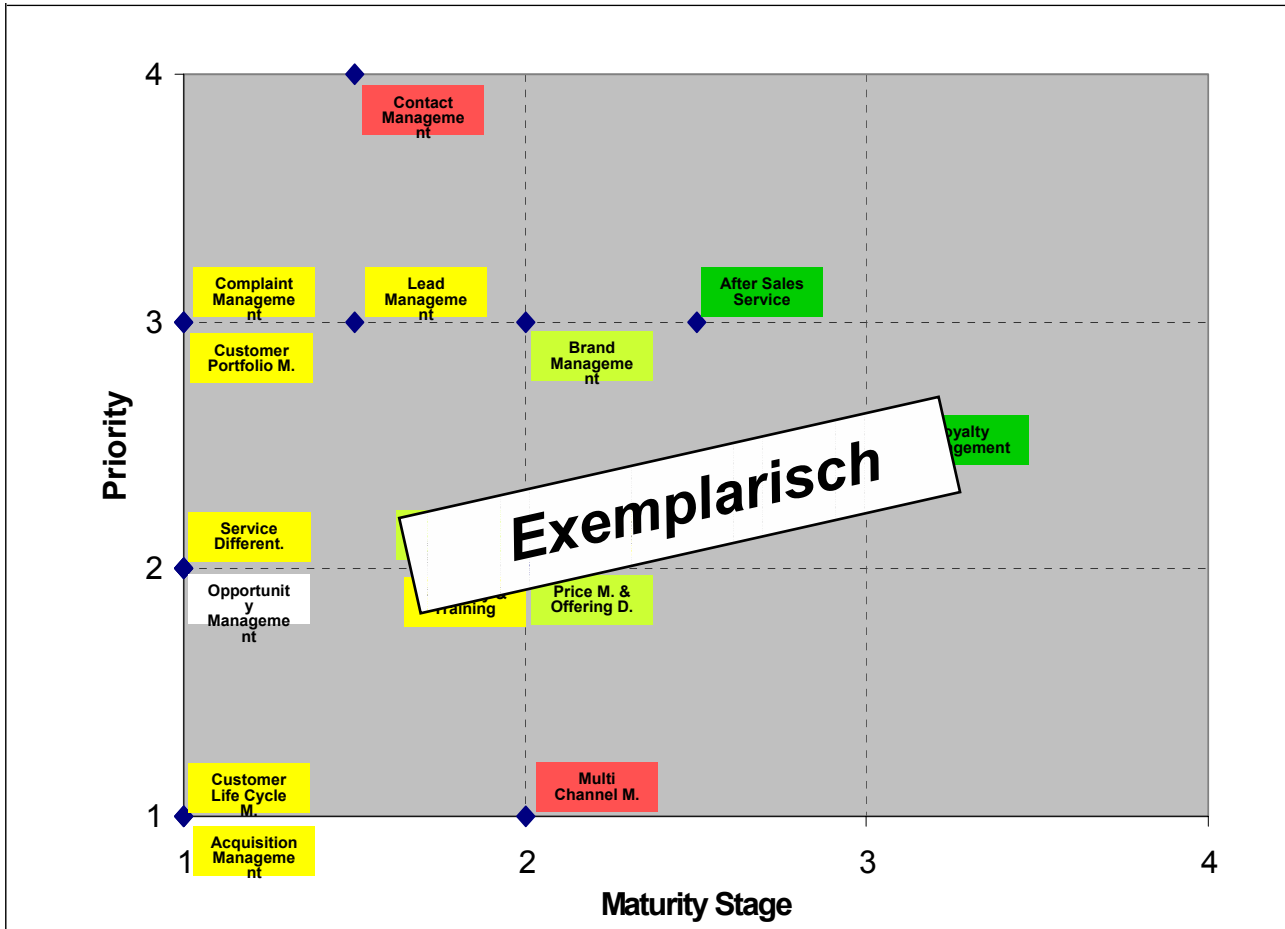 4
Contact
Manageme
nt
Complaint
Manageme
nt
Lead
Manageme
nt
After Sales
Service
3
Customer
Portfolio M.
Brand
Manageme
nt
Priority
Exemplarisch
Service
Different.
2
Opportunit
y
Manageme
nt
Training
Price M. &
Offering D.
Customer
Life Cycle
M.
Multi
Channel M.
1
Acquisition
Manageme
nt
1
2
3
4
Maturity Stage